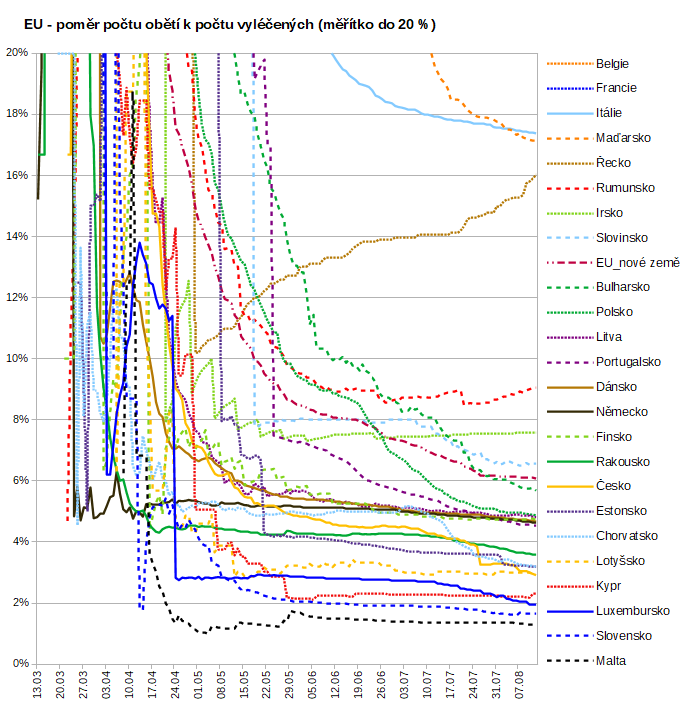 EU - poměr počtu obětí k počtu vyléčených (měřítko do 20 %)
20%
18%
16%
14%
12%
10%
8%
6%
4%
2%
0%
13.03
20.03
27.03
03.04
10.04
17.04
24.04
01.05
08.05
15.05
22.05
29.05
05.06
12.06
19.06
26.06
03.07
10.07
17.07
24.07
31.07
07.08
Belgie
Francie
Itálie
Maďarsko
Řecko
Rumunsko
Irsko
Slovinsko
EU_nové země
Bulharsko
Polsko
Litva
Portugalsko
Dánsko
Německo
Finsko
Rakousko
Česko
Estonsko
Chorvatsko
Lotyšsko
Kypr
Luxembursko
Slovensko
Malta